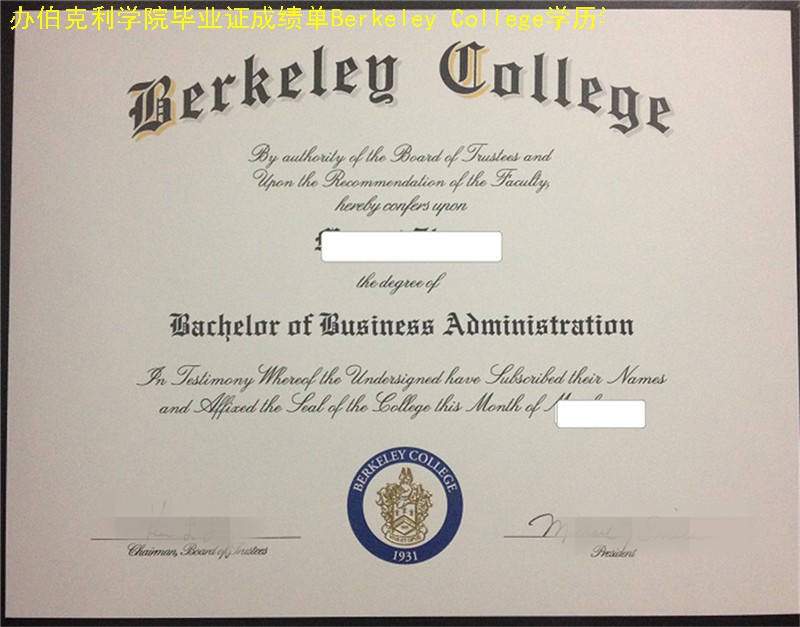 办伯克利学院毕业证成绩单Berkeley College学历
Berkeley College
By authority of the Board of Trustees and
Upon the Recommendation of the Faculty,
hereby confers upon
the degree of
Bachelor of Business Administration
In Testimony Whereof the Undersigned have Subscribed their Names
and Affixed the Seal of the College this Month of
BERKELEY COLLEGE
1931
Chairman, Board of Trustees
President